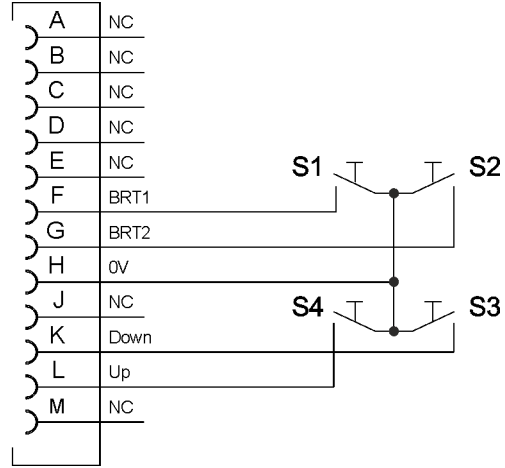 A NC
B NC
C NC
D NC
E NC
S1 S2
F BRT1
G BRT2
H 0V
J NC
S4 S3
K Down
L Up
M NC